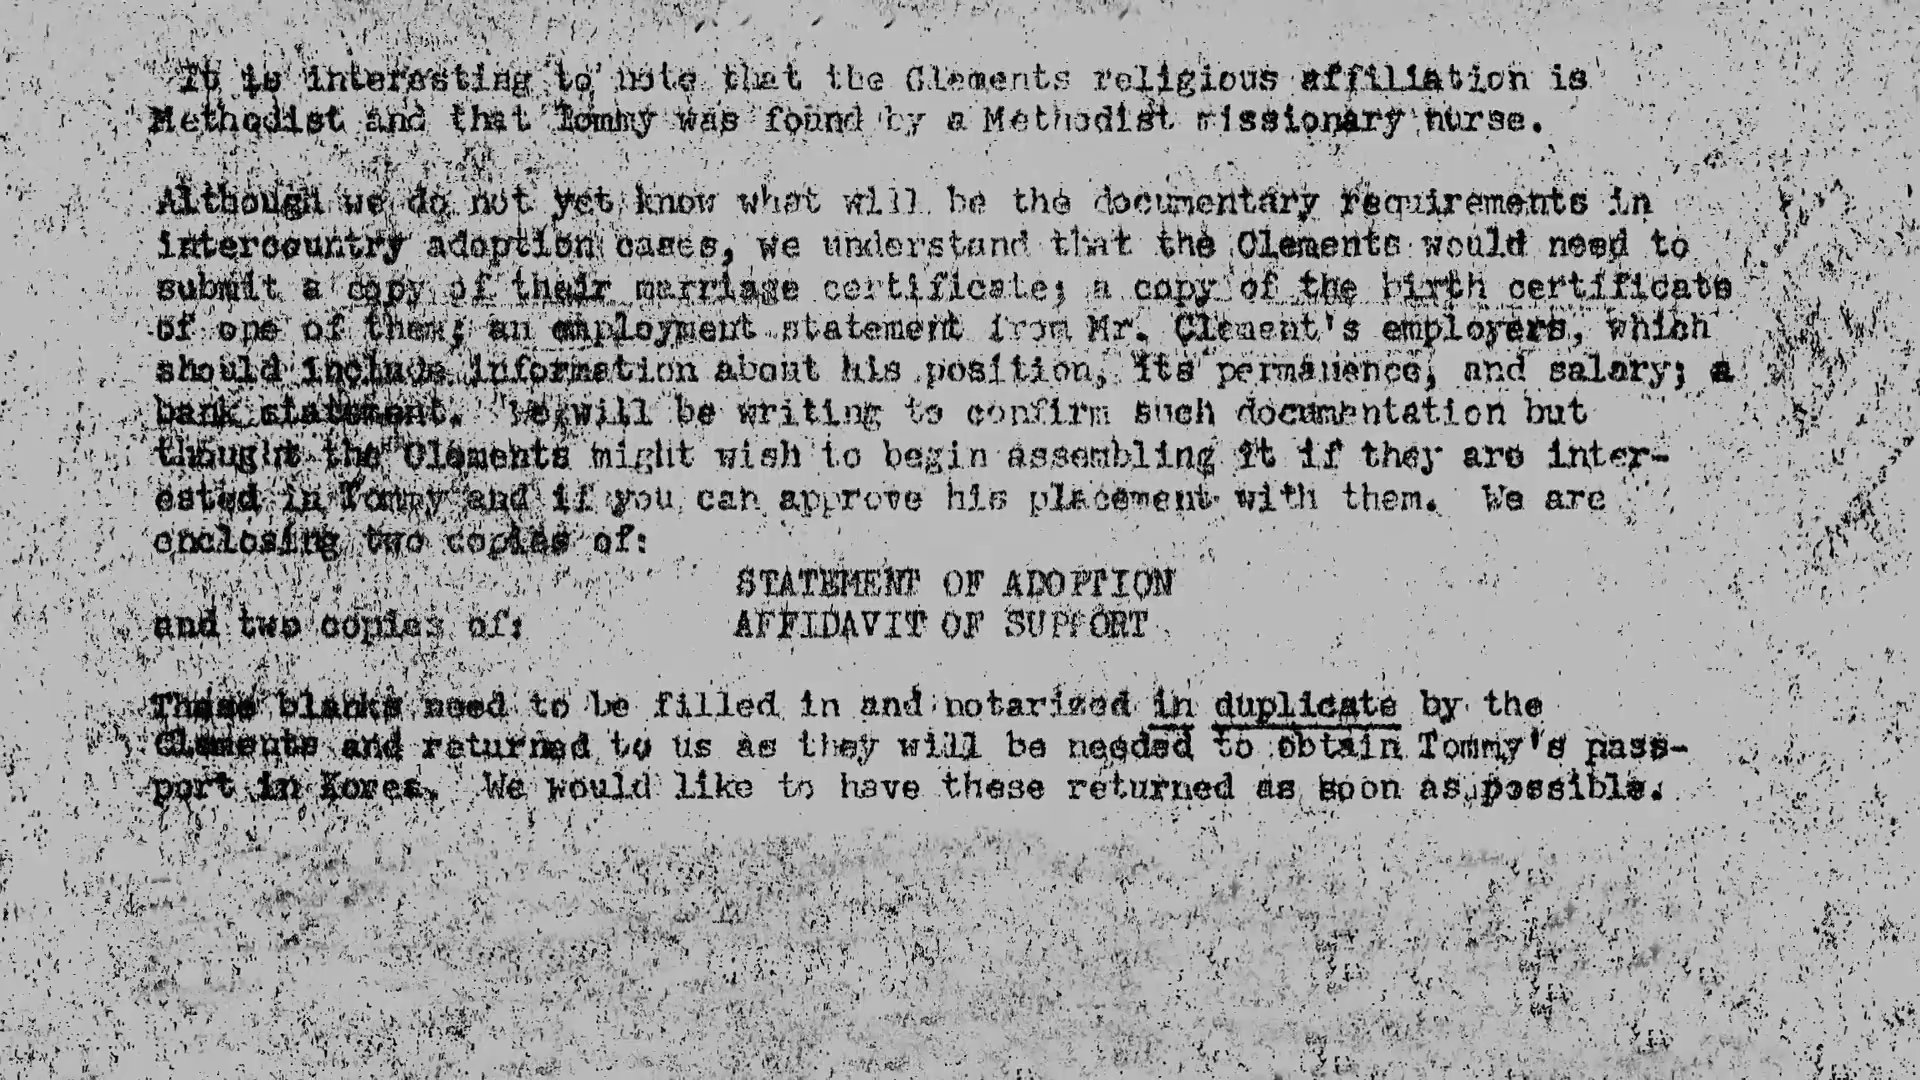 It is interesting to note that the Clements religious affiliation is
Methodist and that Tommy was found by a Methodist missionary nurse.
Although we do not yet know what will be the documentary requirements in
intercountry adoption cases, we understand that the Clements would need to
submit a copy of their marriage certificate; a copy of the birth certificate
of one of them; an employment statement from Mr. Clement's employers, which
should include information about his position, its permanence, and salary; a
bank statement. We will be writing to confirm such documentation but
thought the Clements might wish to begin assembling it if they are inter-
ested in Tommy and if you can approve his placement with them. We are
enclosing two copies of:
STATEMENT OF ADOPTION
and two copies of: AFFIDAVIT OF SUPPORT
These blanks need to be filled in and notarized in duplicate by the
Clements and returned to us as they will be needed to obtain Tommy's pass-
port in Korea. We would like to have these returned as soon as possible.